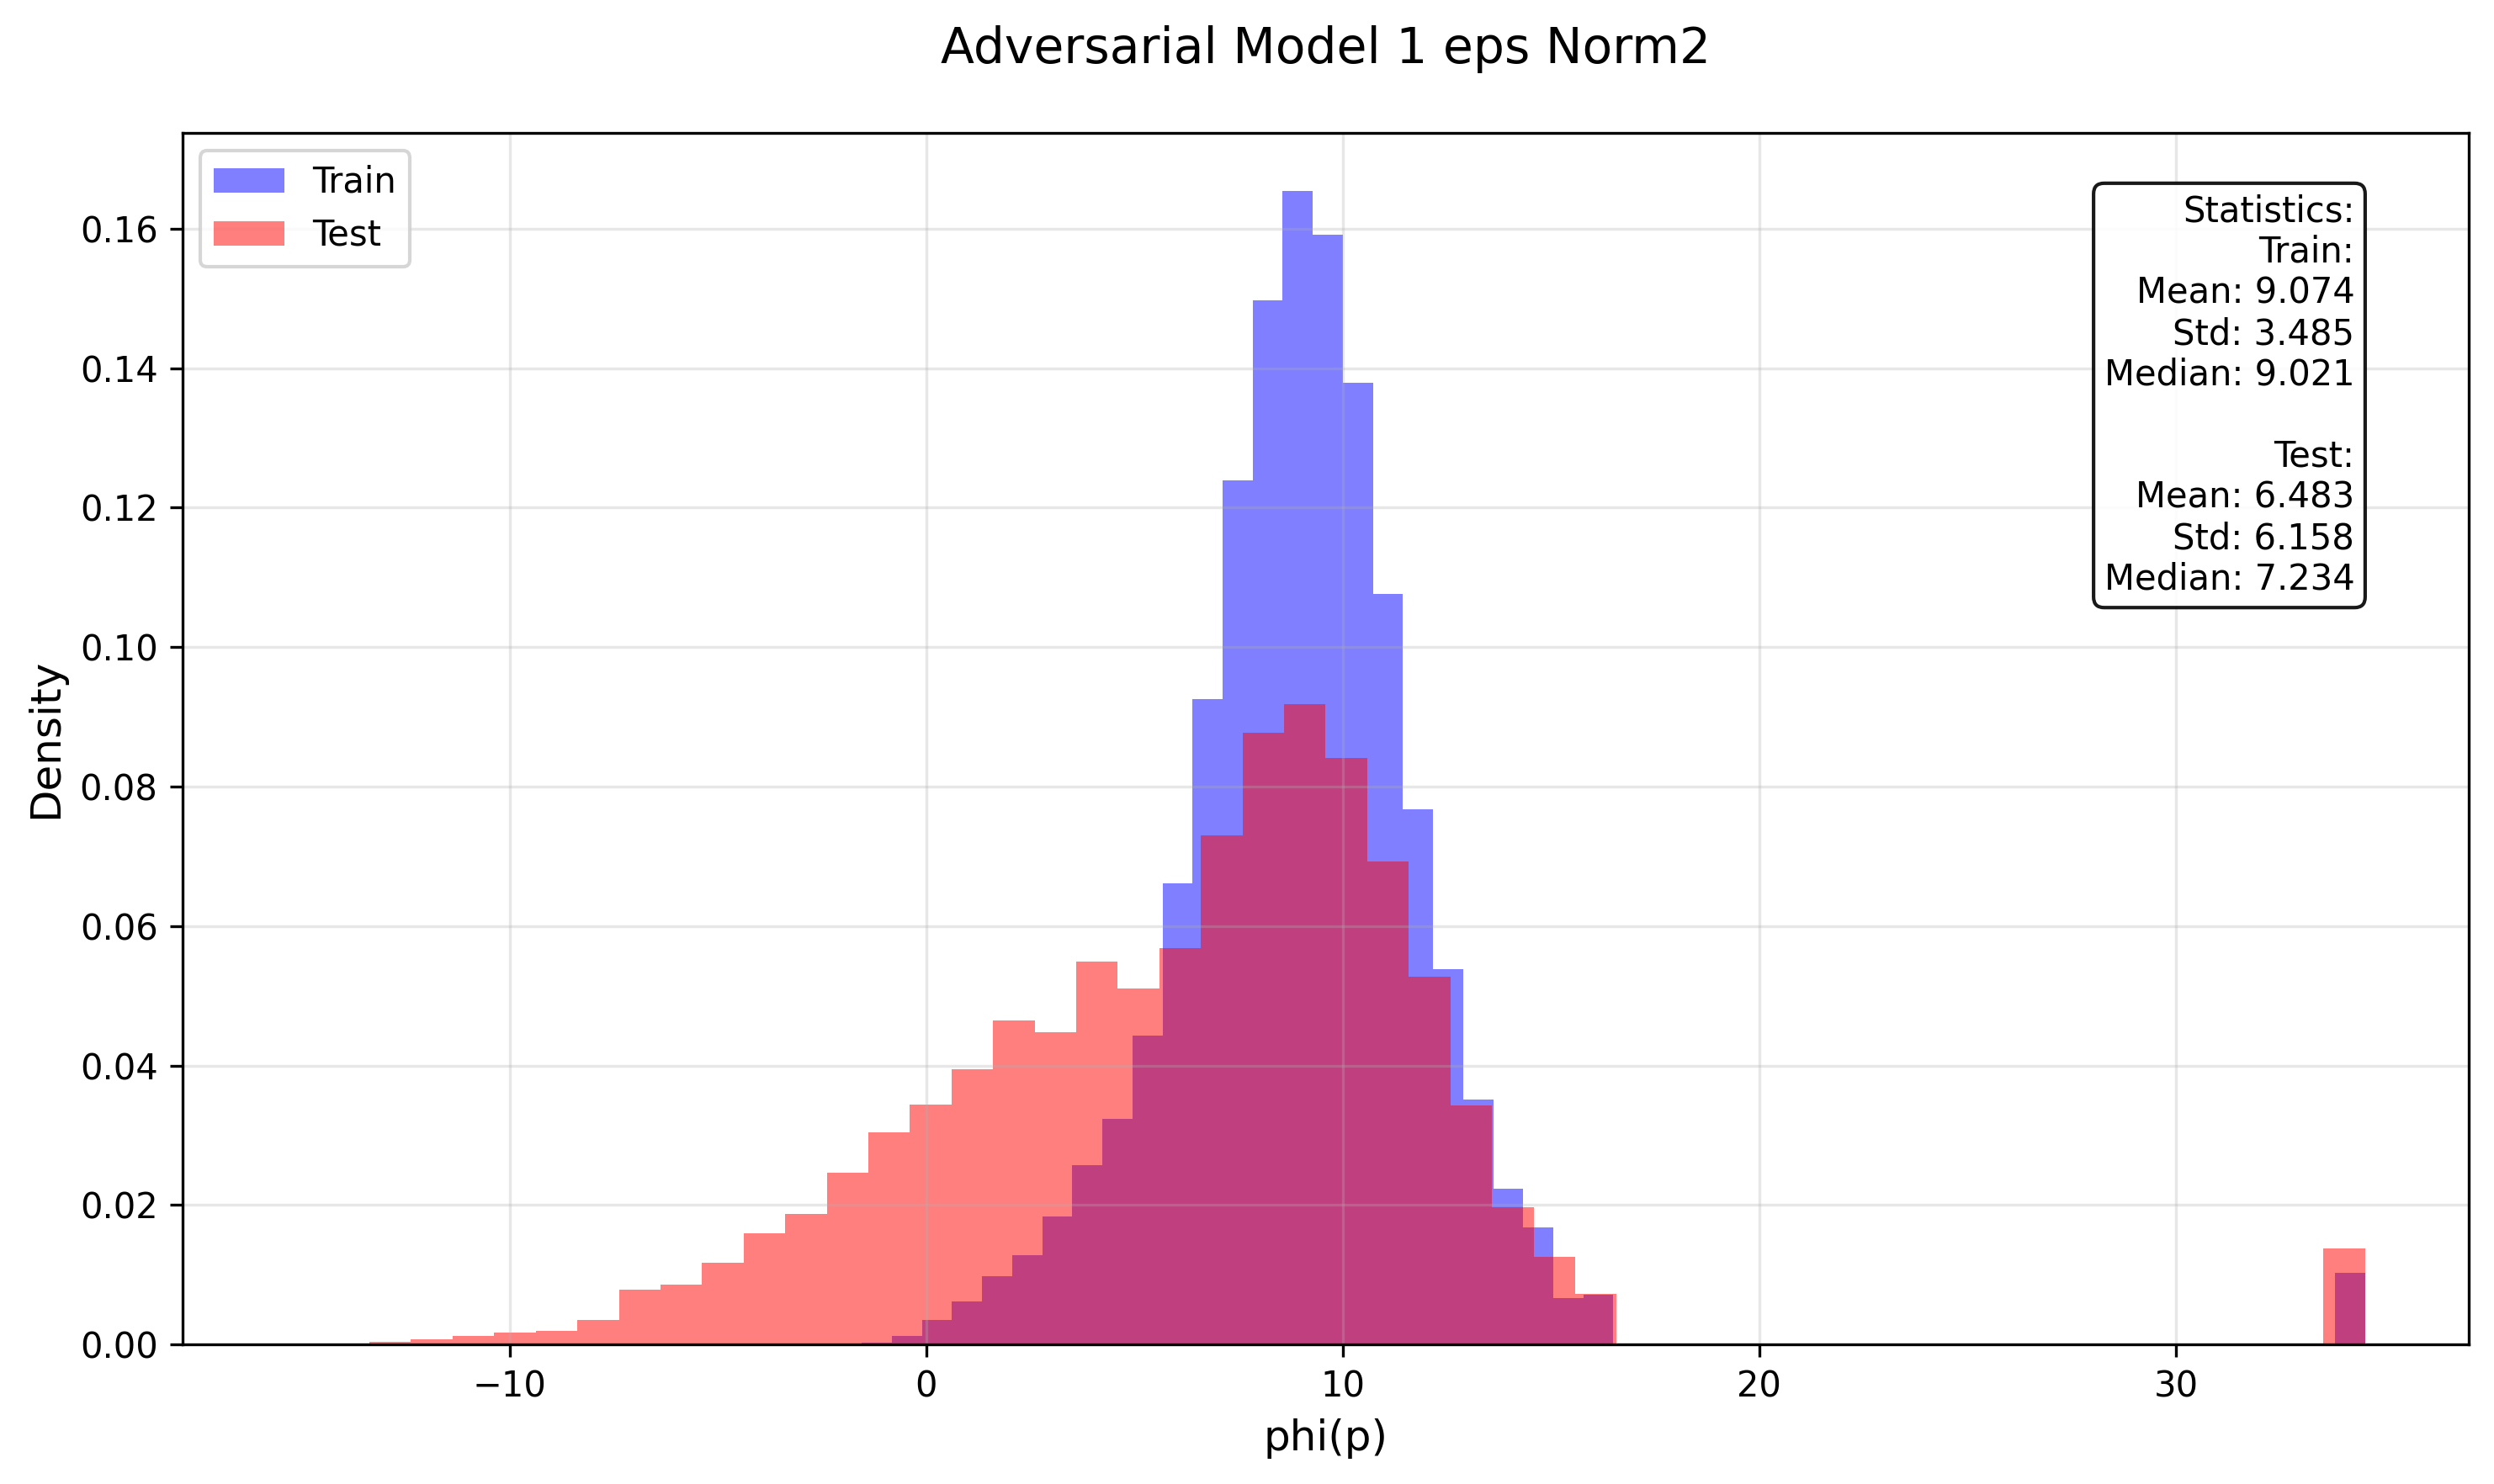 Adversarial Model 1 eps Norm2
Train
Test
Statistics:
Train:
Mean: 9.074
Std: 3.485
Median: 9.021
Test:
Mean: 6.483
Std: 6.158
Median: 7.234
Density
0.16
0.14
0.12
0.10
0.08
0.06
0.04
0.02
0.00
−10
0
10
20
30
phi(p)